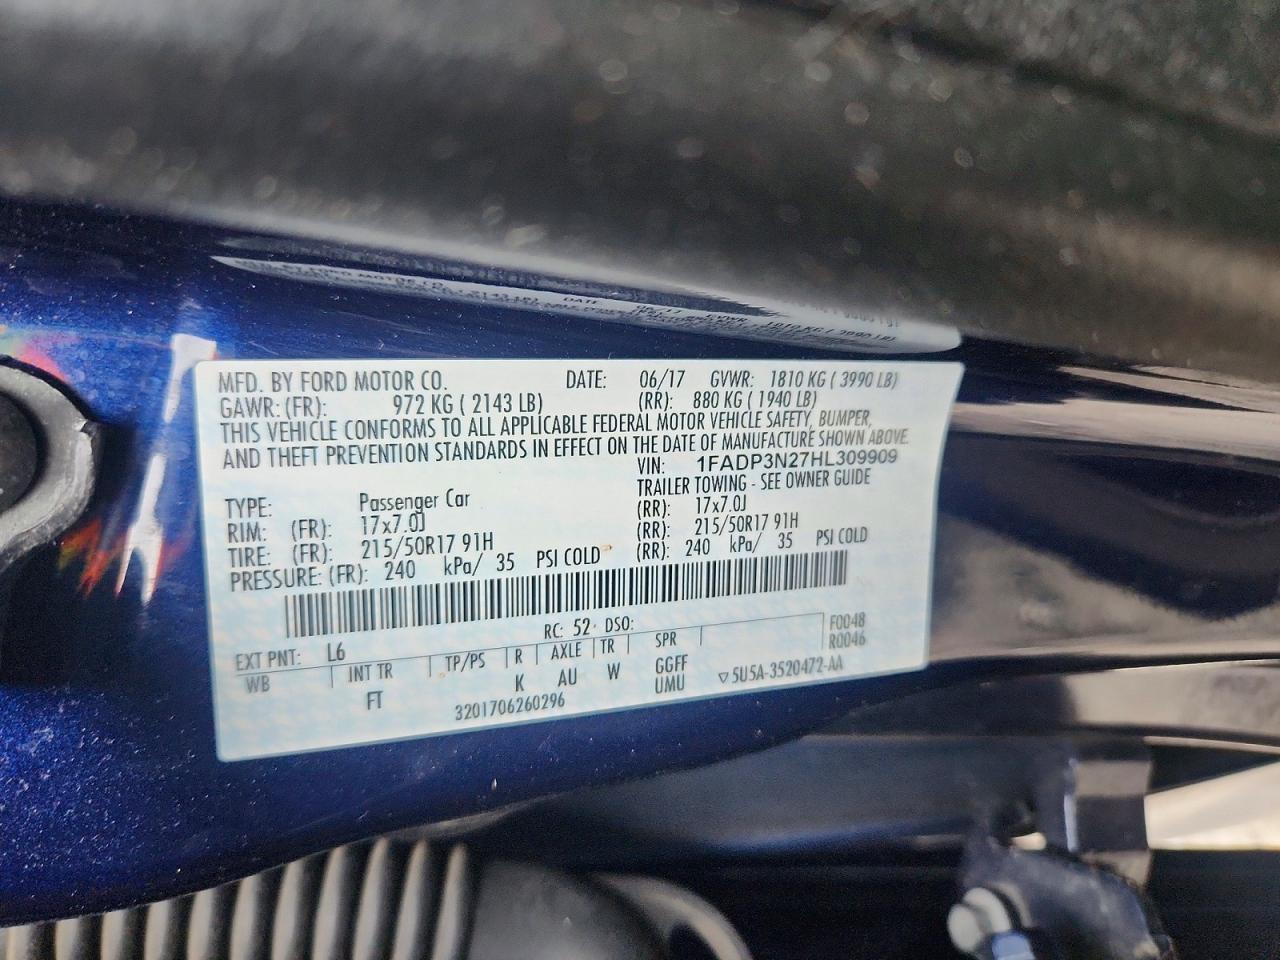 MFD. BY FORD MOTOR CO. DATE: 06/17 GVWR: 1810 KG ( 3990 LB)
GAWR: (FR): 972 KG ( 2143 LB) (RR): 880 KG ( 1940 LB)
THIS VEHICLE CONFORMS TO ALL APPLICABLE FEDERAL MOTOR VEHICLE SAFETY, BUMPER,
AND THEFT PREVENTION STANDARDS IN EFFECT ON THE DATE OF MANUFACTURE SHOWN ABOVE.
VIN: 1FADP3N27HL309909
TRAILER TOWING - SEE OWNER GUIDE
TYPE: Passenger Car
RIM: (FR): 17x7.0J (RR): 17x7.0J
TIRE: (FR): 215/50R17 91H (RR): 215/50R17 91H
PRESSURE: (FR): 240 kPa/ 35 PSI COLD (RR): 240 kPa/ 35 PSI COLD
RC: 52 DSO:
EXT PNT: L6 F0048
R0046
WB INT TR TP/PS R AXLE TR SPR
FT K AU W GGFF
UMU
▽5U5A-3520472-AA
3201706260296